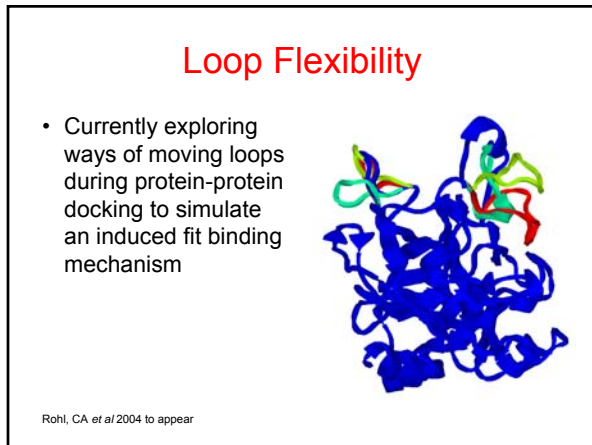 Loop Flexibility
• Currently exploring
ways of moving loops
during protein-protein
docking to simulate
an induced fit binding
mechanism
Rohl, CA et al 2004 to appear